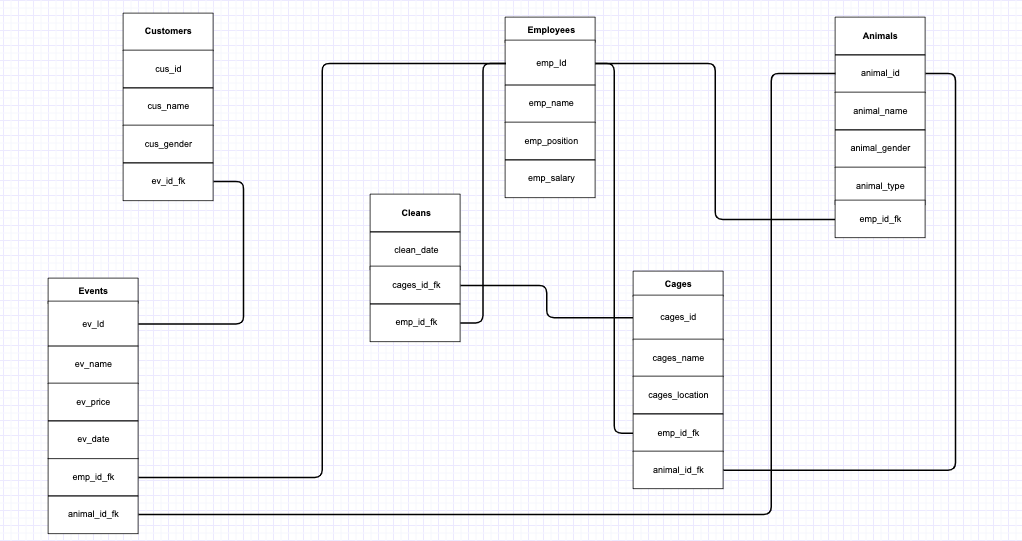 Customers
cus_id
cus_name
cus_gender
ev_id_fk
Employees
emp_Id
emp_name
emp_position
emp_salary
Animals
animal_id
animal_name
animal_gender
animal_type
emp_id_fk
Cleans
clean_date
cages_id_fk
emp_id_fk
Events
ev_Id
ev_name
ev_price
ev_date
emp_id_fk
animal_id_fk
Cages
cages_id
cages_name
cages_location
emp_id_fk
animal_id_fk